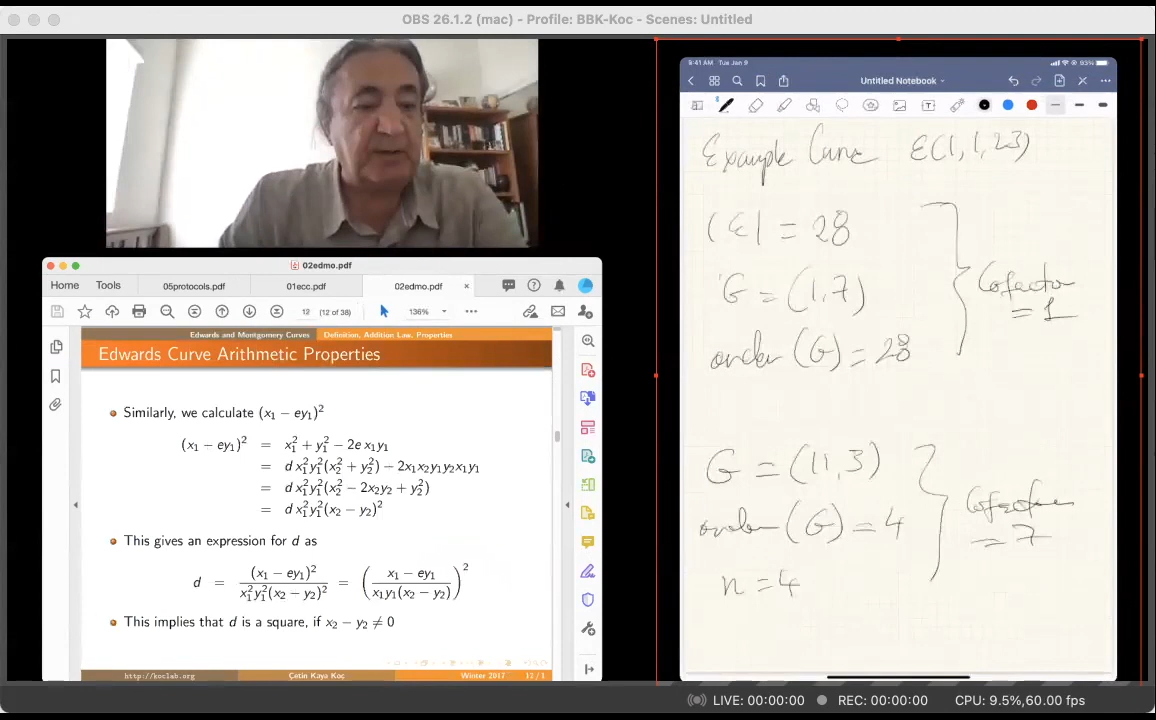 OBS 26.1.2 (mac) - Profile: BBK-Koc - Scenes: Untitled
02edmo.pdf
Home Tools 05protocols.pdf 01ecc.pdf 02edmo.pdf ×
12 (12 of 38) 136%
Edwards and Montgomery Curves Definition, Addition Law, Properties
Edwards Curve Arithmetic Properties
Similarly, we calculate (x₁ − ey₁)²
(x₁ − ey₁)² = x₁² + y₁² − 2e x₁y₁
= d x₁²y₁²(x₂² + y₂²) − 2x₁x₂y₁y₂x₁y₁
= d x₁²y₁²(x₂² − 2x₂y₂ + y₂²)
= d x₁²y₁²(x₂ − y₂)²
This gives an expression for d as
d = (x₁ − ey₁)² / x₁²y₁²(x₂ − y₂)² = ((x₁ − ey₁) / x₁y₁(x₂ − y₂))²
This implies that d is a square, if x₂ − y₂ ≠ 0
http://koclab.org Çetin Kaya Koç Winter 2017 12 / 1
9:41 AM Tue Jan 9 93%
Untitled Notebook
Example Curve E(1, 1, 23)
|E| = 28
G = (1, 7)
order (G) = 28
Cofactor
= 1
G = (11, 3)
order (G) = 4
n = 4
Cofactor
= 7
LIVE: 00:00:00 REC: 00:00:00 CPU: 9.5%,60.00 fps